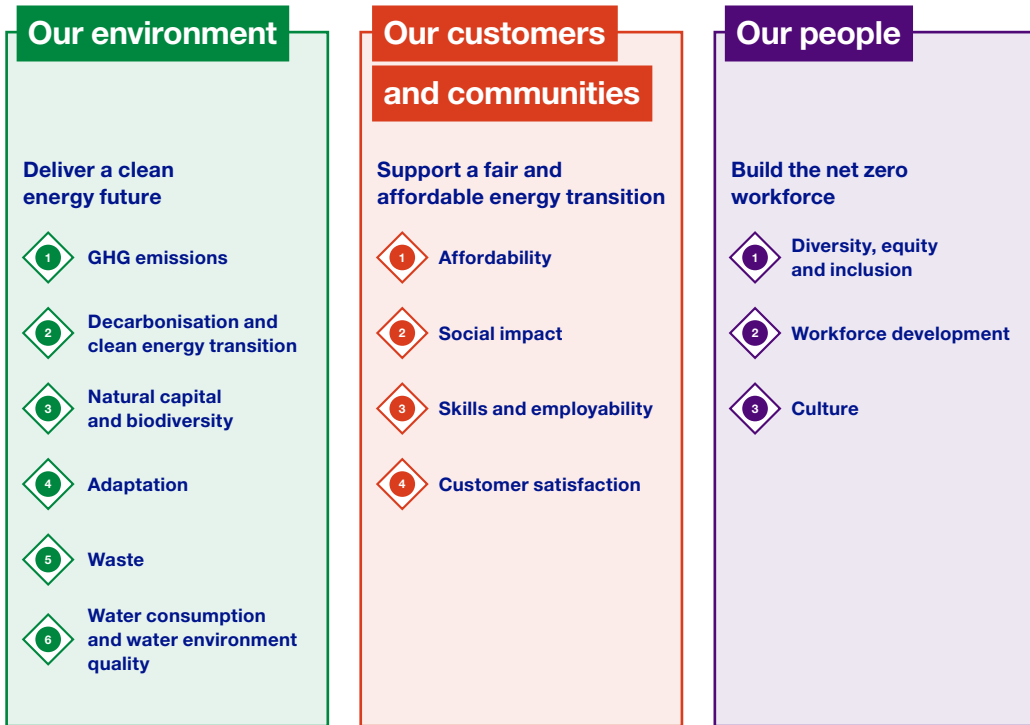 Our environment
Deliver a clean
energy future
1
GHG emissions
2
Decarbonisation and
clean energy transition
3
Natural capital
and biodiversity
4
Adaptation
5
Waste
6
Water consumption
and water environment
quality
Our customers
and communities
Support a fair and
affordable energy transition
1
Affordability
2
Social impact
3
Skills and employability
4
Customer satisfaction
Our people
Build the net zero
workforce
1
Diversity, equity
and inclusion
2
Workforce development
3
Culture